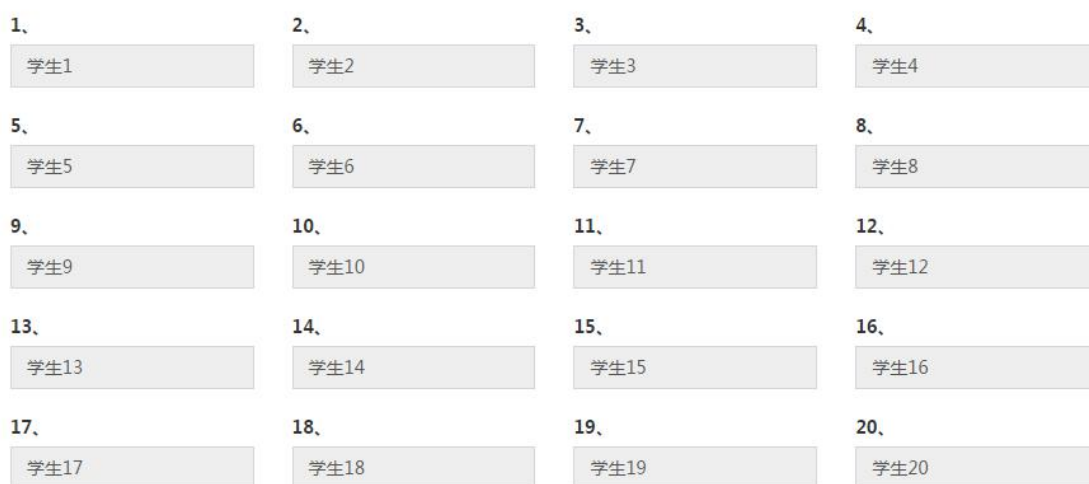 1、 2、 3、 4、
学生1 学生2 学生3 学生4
5、 6、 7、 8、
学生5 学生6 学生7 学生8
9、 10、 11、 12、
学生9 学生10 学生11 学生12
13、 14、 15、 16、
学生13 学生14 学生15 学生16
17、 18、 19、 20、
学生17 学生18 学生19 学生20